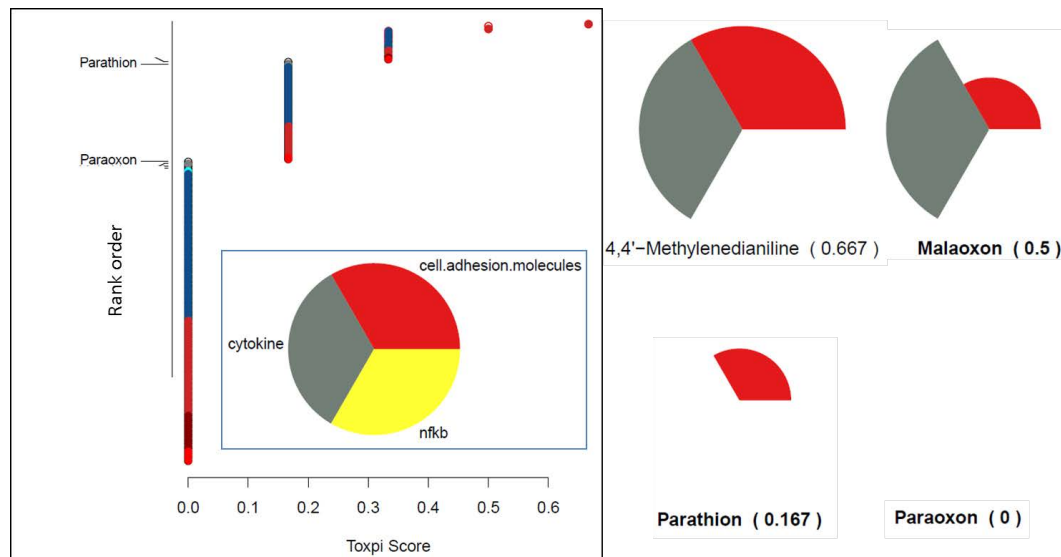 Parathion
Paraoxon
Rank order
cell.adhesion.molecules
cytokine
nfkb
0.0 0.1 0.2 0.3 0.4 0.5 0.6
Toxpi Score
4,4'−Methylenedianiline ( 0.667 )
Malaoxon ( 0.5 )
Parathion ( 0.167 )
Paraoxon ( 0 )